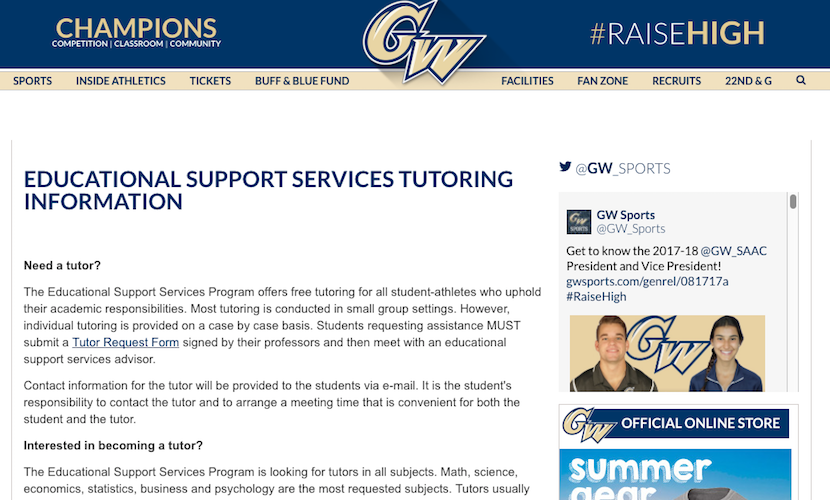 CHAMPIONS
COMPETITION | CLASSROOM | COMMUNITY
GW
#RAISEHIGH
SPORTS INSIDE ATHLETICS TICKETS BUFF & BLUE FUND FACILITIES FAN ZONE RECRUITS 22ND & G
EDUCATIONAL SUPPORT SERVICES TUTORING
INFORMATION
Need a tutor?
The Educational Support Services Program offers free tutoring for all student-athletes who uphold
their academic responsibilities. Most tutoring is conducted in small group settings. However,
individual tutoring is provided on a case by case basis. Students requesting assistance MUST
submit a Tutor Request Form signed by their professors and then meet with an educational
support services advisor.
Contact information for the tutor will be provided to the students via e-mail. It is the student's
responsibility to contact the tutor and to arrange a meeting time that is convenient for both the
student and the tutor.
Interested in becoming a tutor?
The Educational Support Services Program is looking for tutors in all subjects. Math, science,
economics, statistics, business and psychology are the most requested subjects. Tutors usually
@GW_SPORTS
GW
SPORTS
GW Sports
@GW_Sports
Get to know the 2017-18 @GW_SAAC
President and Vice President!
gwsports.com/genrel/081717a
#RaiseHigh
GW
GW OFFICIAL ONLINE STORE
summer
gear